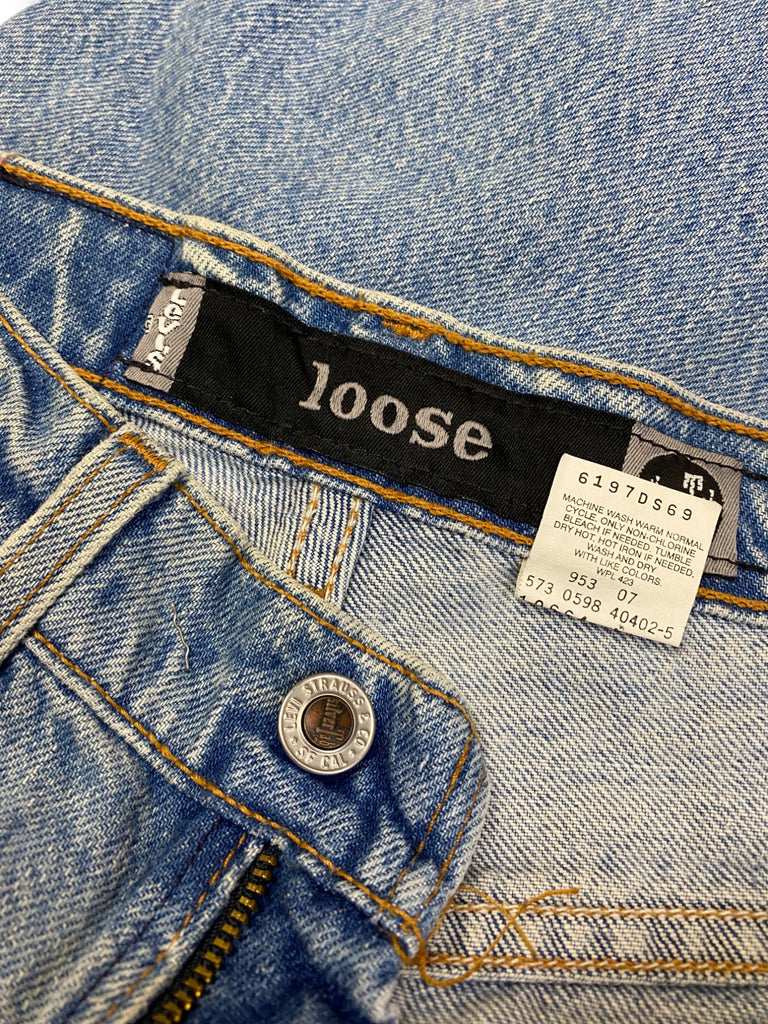 LEVI'S
loose
6197DS69
MACHINE WASH WARM NORMAL
CYCLE. ONLY NON-CHLORINE
BLEACH IF NEEDED. TUMBLE
DRY HOT. HOT IRON IF NEEDED.
WASH AND DRY
WITH LIKE COLORS.
WPL 423
953 07
573 0598 40402-5
LEVI STRAUSS & CO
SF CAL